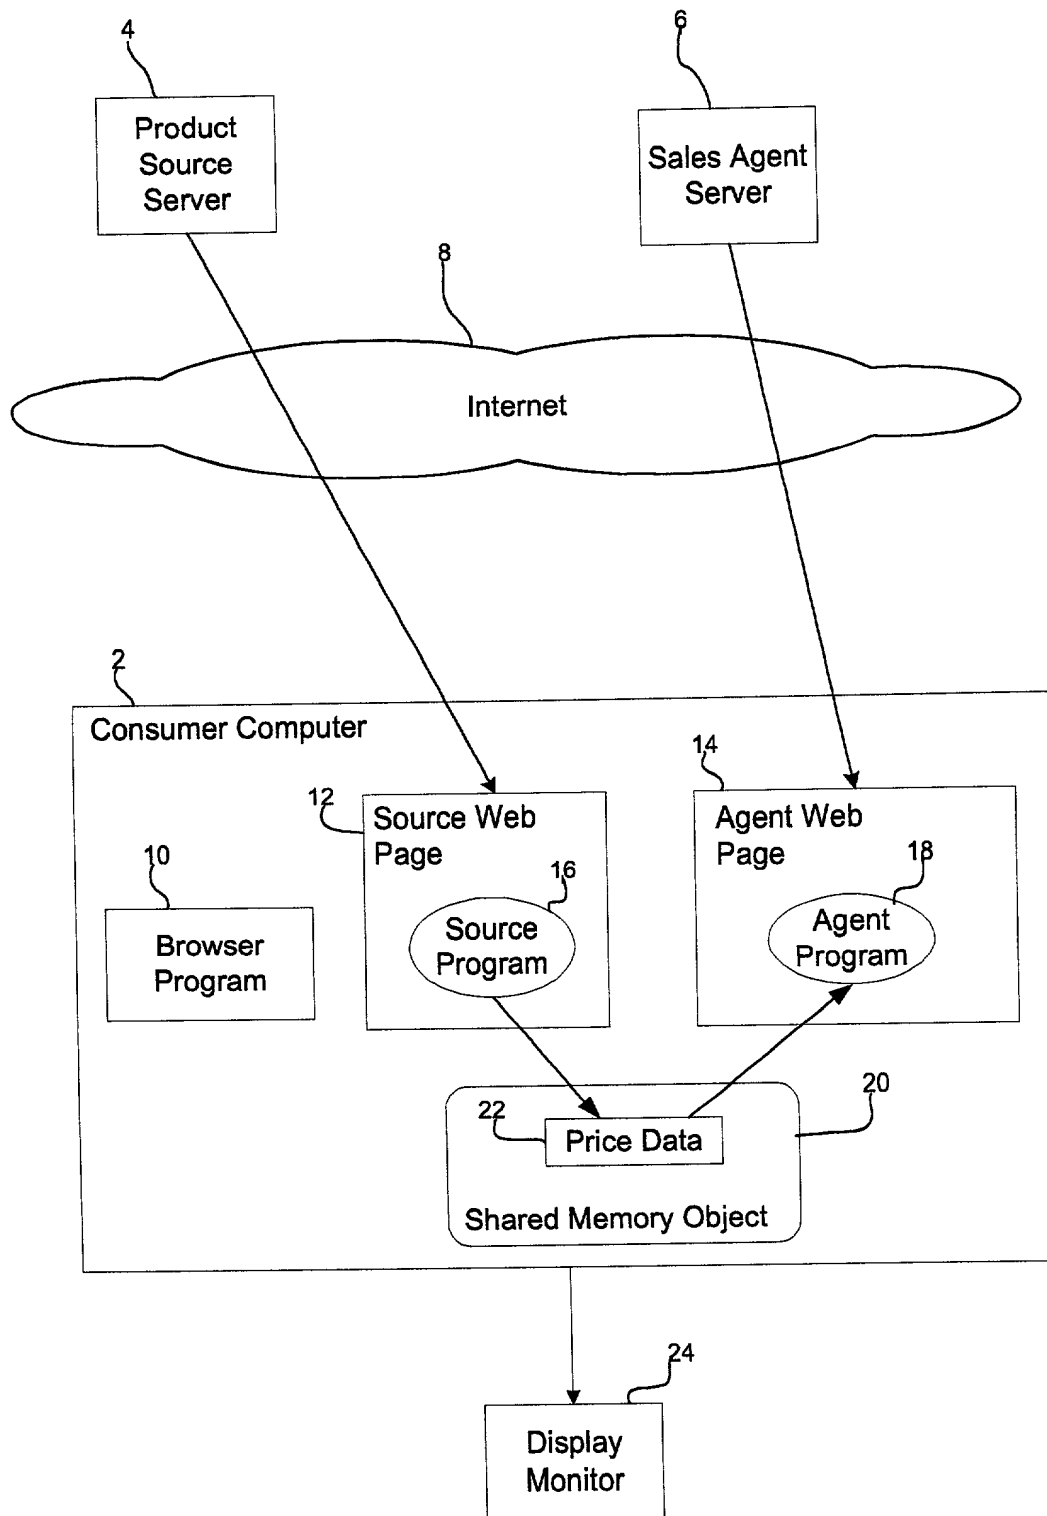 4
6
Product
Source
Server
Sales Agent
Server
8
Internet
2
Consumer Computer
12
Source Web
Page
14
Agent Web
Page
10
Browser
Program
16
Source
Program
18
Agent
Program
20
22
Price Data
Shared Memory Object
24
Display
Monitor